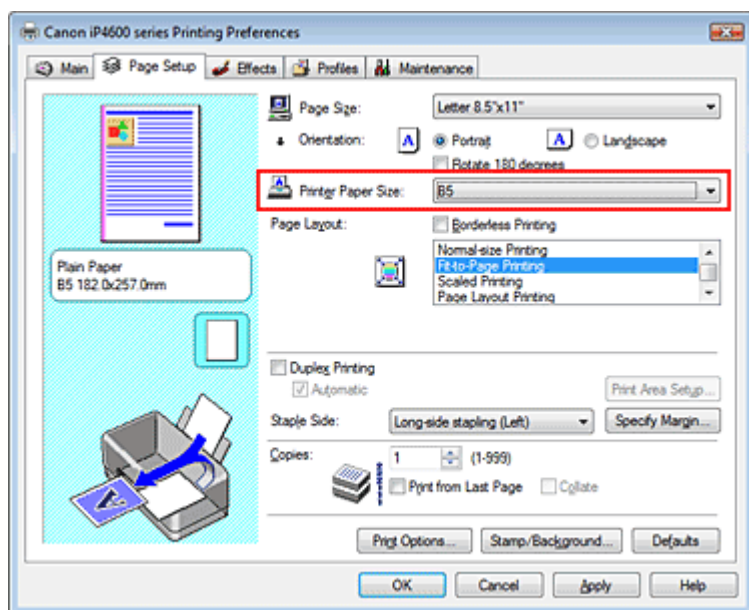 Canon iP4600 series Printing Preferences
Main Page Setup Effects Profiles Maintenance
Page Size: Letter 8.5"x11"
Orientation: A Portrait A Landscape
Rotate 180 degrees
Printer Paper Size: B5
Page Layout: Borderless Printing
Normal-size Printing
Fit-to-Page Printing
Scaled Printing
Page Layout Printing
Plain Paper
B5 182.0x257.0mm
Duplex Printing
Automatic Print Area Setup...
Staple Side: Long-side stapling (Left) Specify Margin...
Copies: 1 (1-999)
Print from Last Page Collate
Print Options... Stamp/Background... Defaults
OK Cancel Apply Help